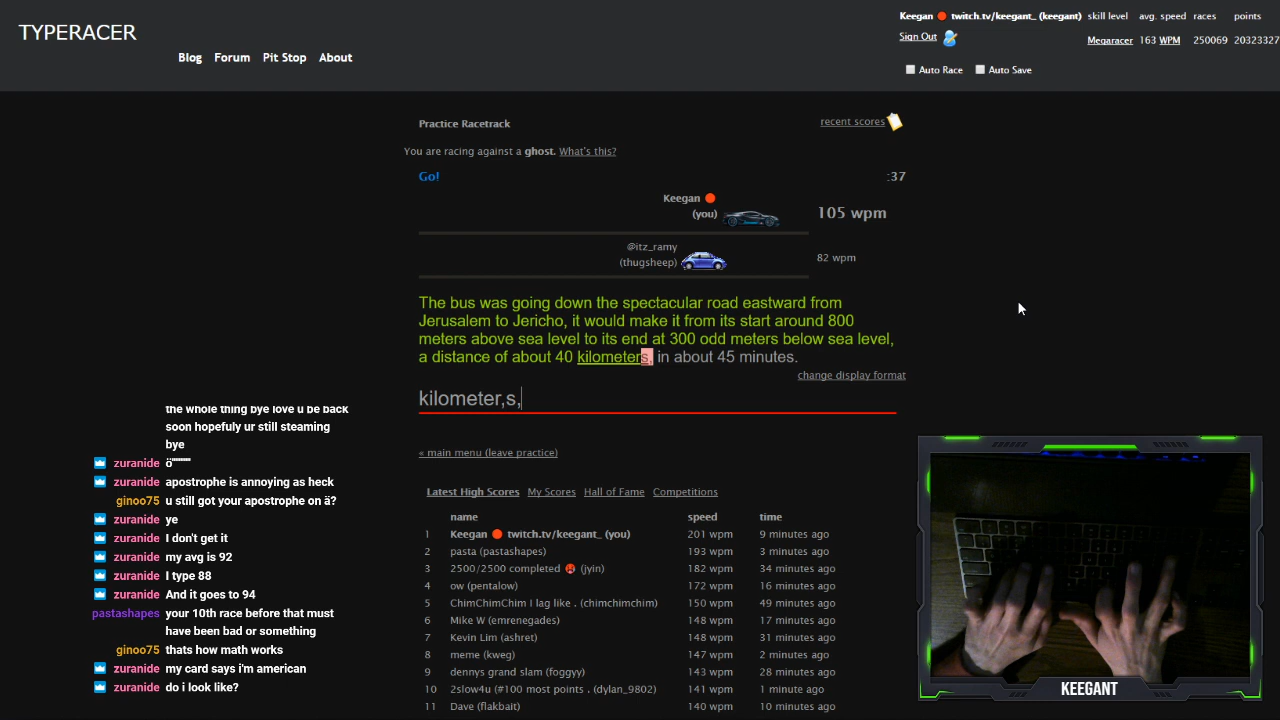 TYPERACER
Blog Forum Pit Stop About
Keegan twitch.tv/keegant_ (keegant) skill level avg. speed races points
Sign Out Megaracer 163 WPM 250069 20323327
Auto Race Auto Save
Practice Racetrack recent scores
You are racing against a ghost. What's this?
Go! :37
Keegan
(you) 105 wpm
@itz_ramy
(thugsheep) 82 wpm
The bus was going down the spectacular road eastward from
Jerusalem to Jericho, it would make it from its start around 800
meters above sea level to its end at 300 odd meters below sea level,
a distance of about 40 kilometers, in about 45 minutes.
change display format
kilometer,s,
« main menu (leave practice)
Latest High Scores My Scores Hall of Fame Competitions
name speed time
1 Keegan twitch.tv/keegant_ (you) 201 wpm 9 minutes ago
2 pasta (pastashapes) 193 wpm 3 minutes ago
3 2500/2500 completed (jyin) 182 wpm 34 minutes ago
4 ow (pentalow) 172 wpm 16 minutes ago
5 ChimChimChim I lag like . (chimchimchim) 150 wpm 49 minutes ago
6 Mike W (emrenegades) 148 wpm 17 minutes ago
7 Kevin Lim (ashret) 148 wpm 31 minutes ago
8 meme (kweg) 147 wpm 2 minutes ago
9 dennys grand slam (foggyy) 143 wpm 28 minutes ago
10 2slow4u (#100 most points . (dylan_9802) 141 wpm 1 minute ago
11 Dave (flakbait) 140 wpm 10 minutes ago
the whole thing bye love u be back
soon hopefuly ur still steaming
bye
zuranide
zuranide apostrophe is annoying as heck
ginoo75 u still got your apostrophe on ä?
zuranide ye
zuranide I don't get it
zuranide my avg is 92
zuranide I type 88
zuranide And it goes to 94
pastashapes your 10th race before that must
have been bad or something
ginoo75 thats how math works
zuranide my card says i'm american
zuranide do i look like?
KEEGANT